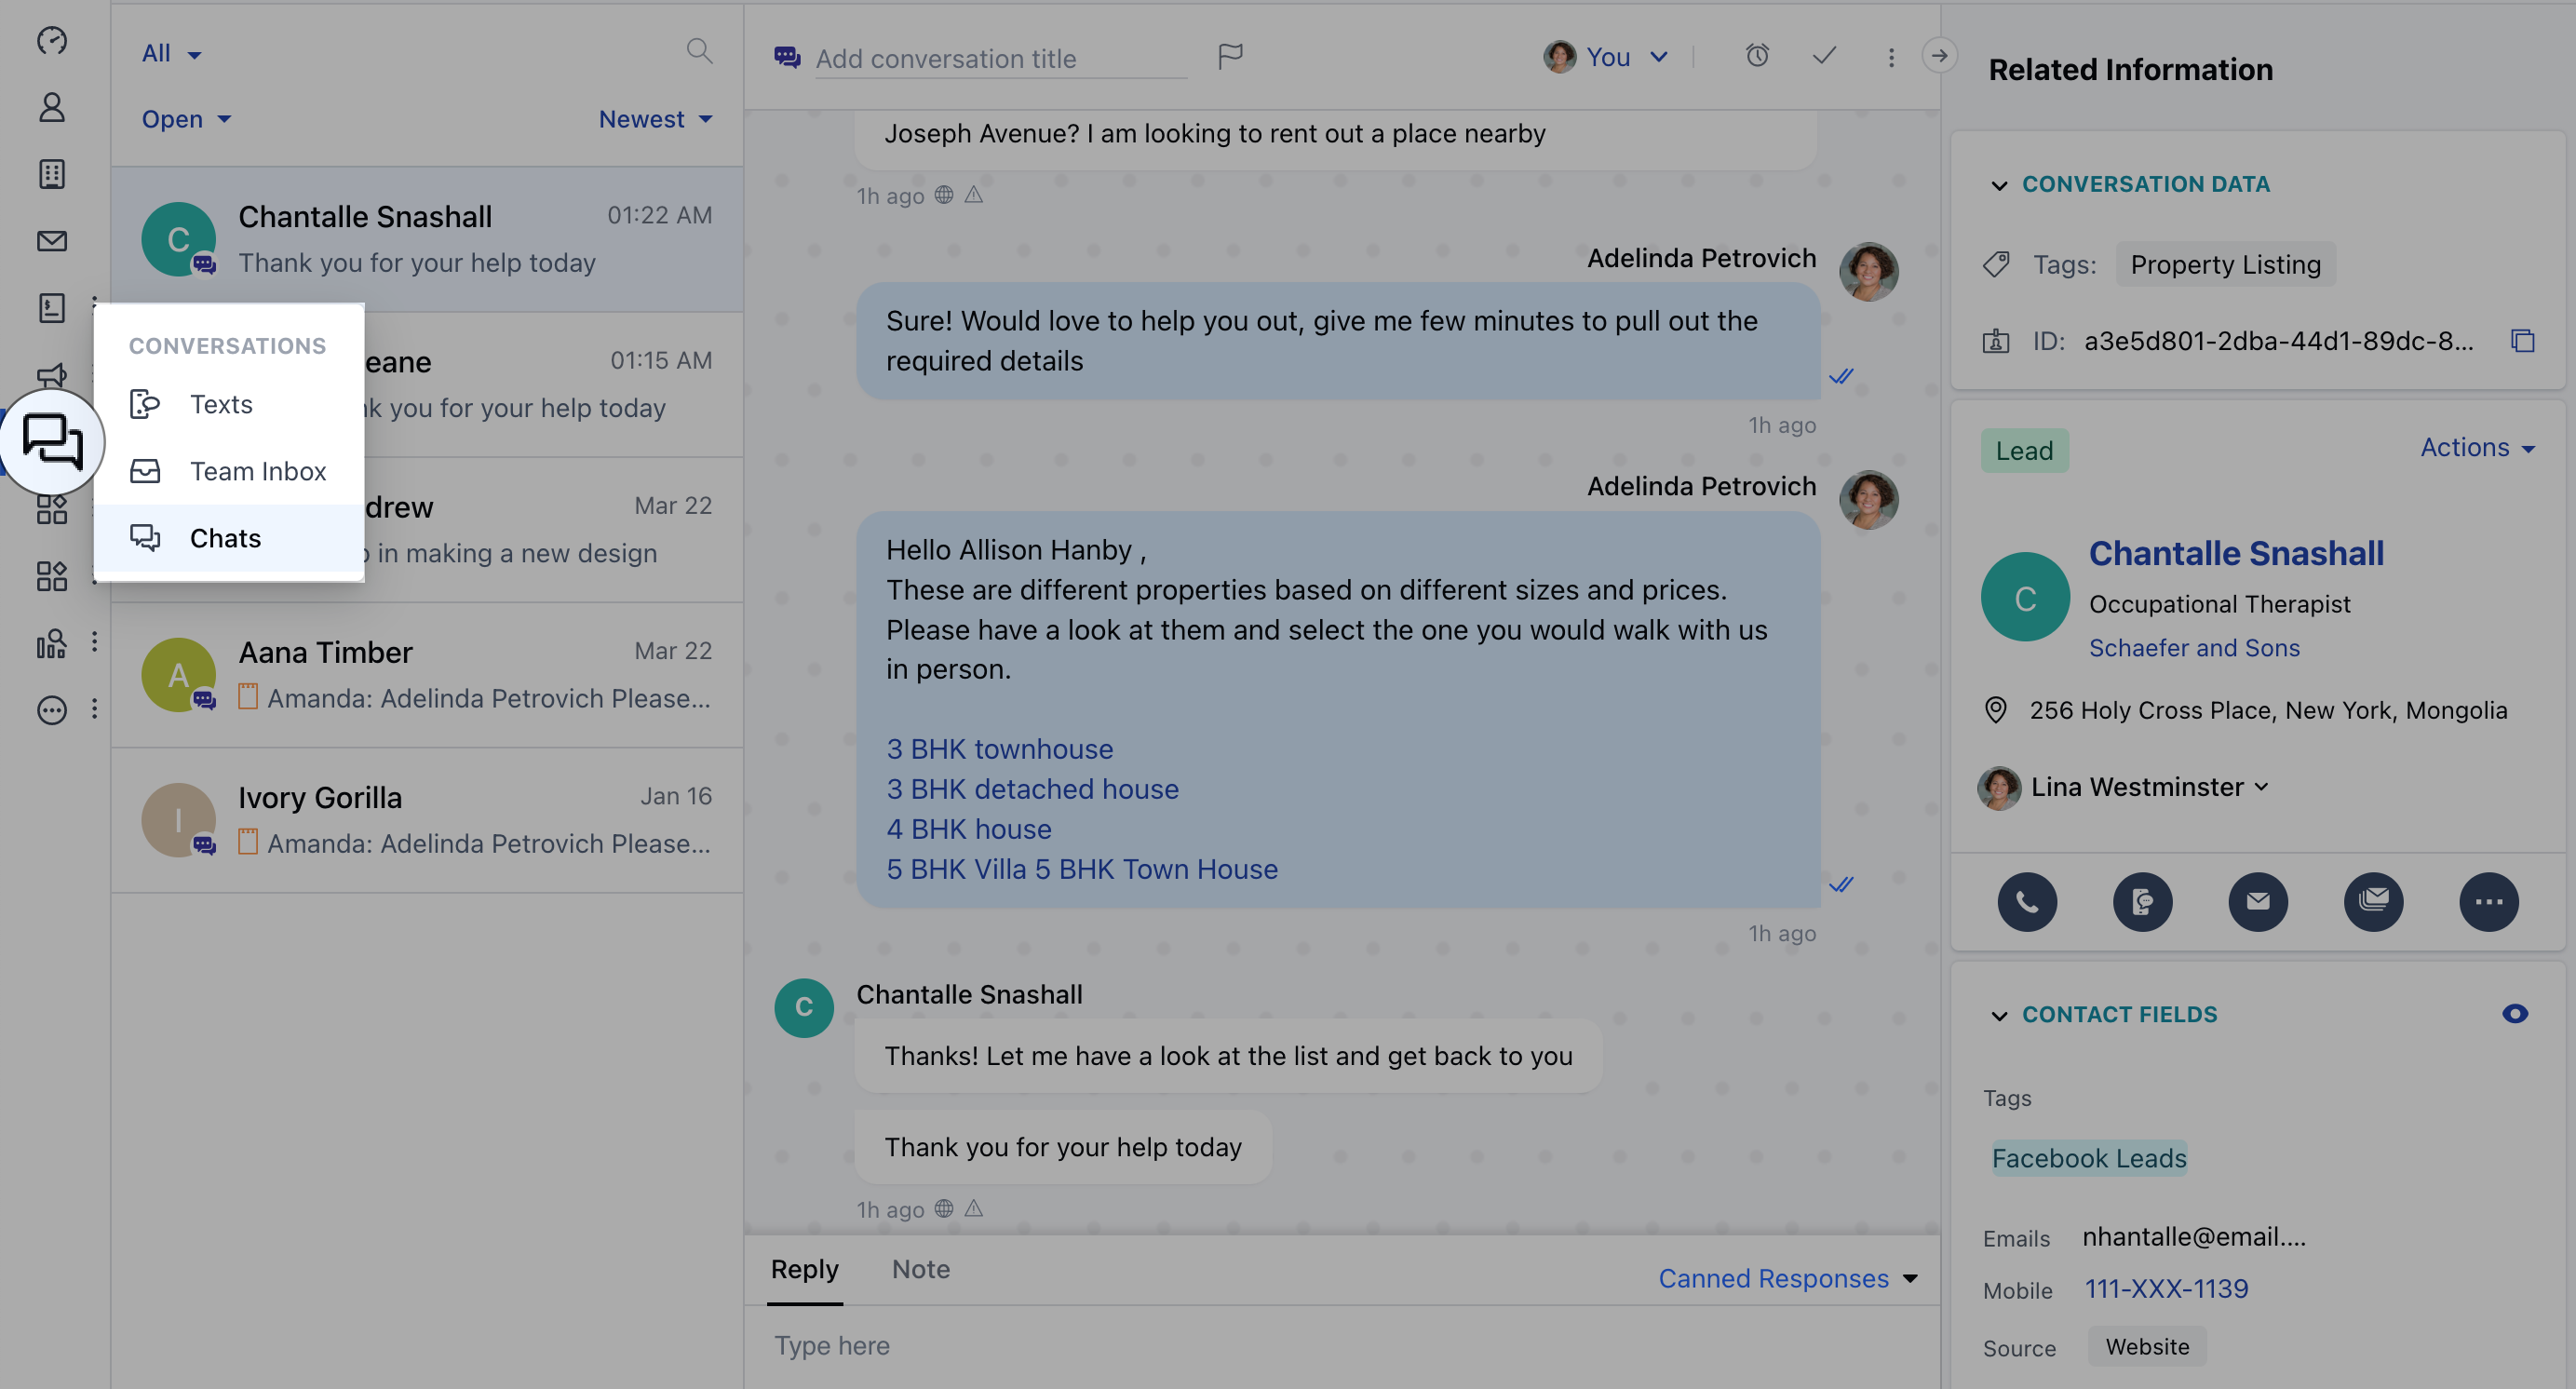 All
Open
Newest
C
Chantalle Snashall
01:22 AM
Thank you for your help today
eane
01:15 AM
k you for your help today
drew
Mar 22
in making a new design
A
Aana Timber
Mar 22
Amanda: Adelinda Petrovich Please...
I
Ivory Gorilla
Jan 16
Amanda: Adelinda Petrovich Please...
CONVERSATIONS
Texts
Team Inbox
Chats
Add conversation title
You
Joseph Avenue? I am looking to rent out a place nearby
1h ago
Adelinda Petrovich
Sure! Would love to help you out, give me few minutes to pull out the
required details
1h ago
Adelinda Petrovich
Hello Allison Hanby ,
These are different properties based on different sizes and prices.
Please have a look at them and select the one you would walk with us
in person.
3 BHK townhouse
3 BHK detached house
4 BHK house
5 BHK Villa 5 BHK Town House
1h ago
C
Chantalle Snashall
Thanks! Let me have a look at the list and get back to you
Thank you for your help today
1h ago
Reply
Note
Canned Responses
Type here
Related Information
CONVERSATION DATA
Tags: Property Listing
ID: a3e5d801-2dba-44d1-89dc-8...
Lead
Actions
C
Chantalle Snashall
Occupational Therapist
Schaefer and Sons
256 Holy Cross Place, New York, Mongolia
Lina Westminster
CONTACT FIELDS
Tags
Facebook Leads
Emails nhantalle@email....
Mobile 111-XXX-1139
Source Website